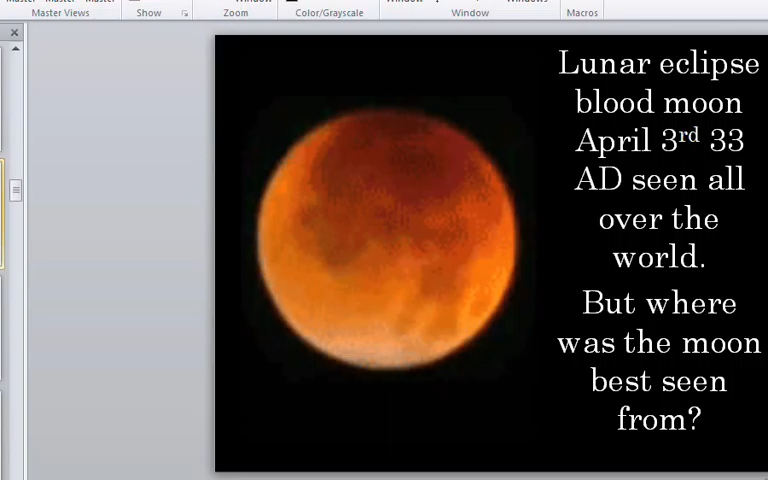 Master Views Show Zoom Color/Grayscale Window Macros
Lunar eclipse
blood moon
April 3rd 33
AD seen all
over the
world.
But where
was the moon
best seen
from?